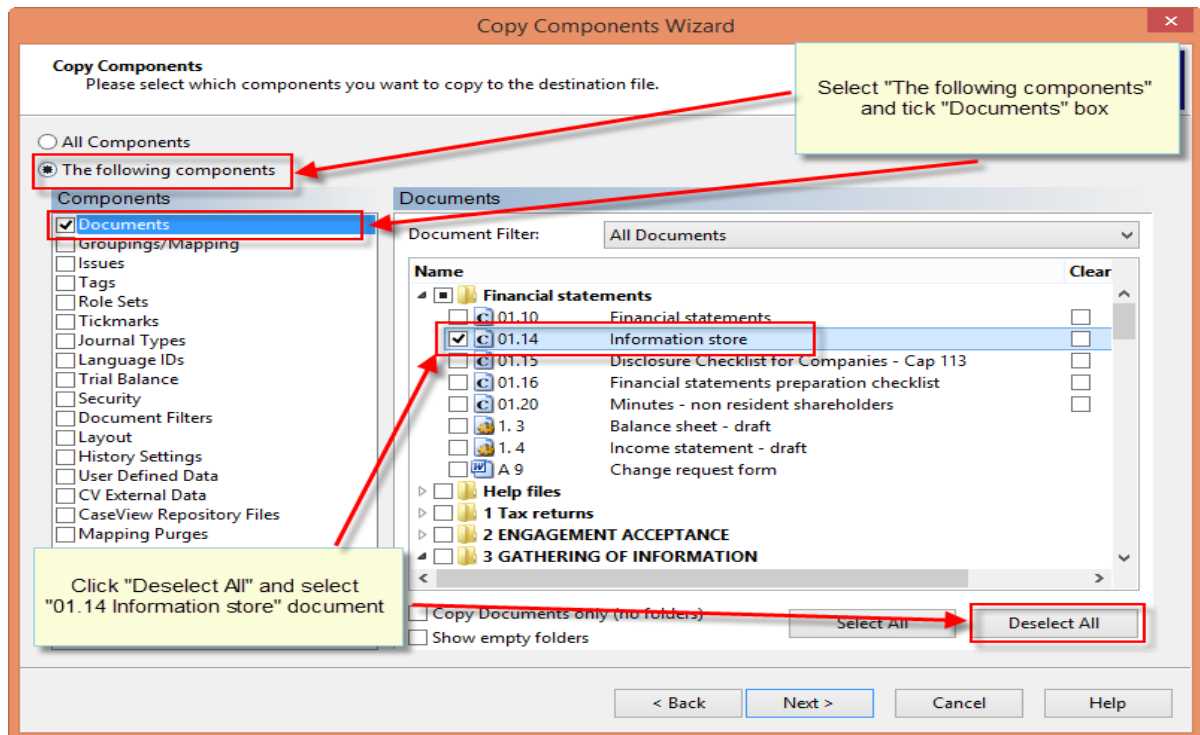 Copy Components Wizard
Copy Components
Please select which components you want to copy to the destination file.
Select "The following components"
and tick "Documents" box
All Components
The following components
Components
Documents
Groupings/Mapping
Issues
Tags
Role Sets
Tickmarks
Journal Types
Language IDs
Trial Balance
Security
Document Filters
Layout
History Settings
User Defined Data
CV External Data
CaseView Repository Files
Mapping Purges
Documents
Document Filter: All Documents
Name Clear
Financial statements
01.10 Financial statements
01.14 Information store
01.15 Disclosure Checklist for Companies - Cap 113
01.16 Financial statements preparation checklist
01.20 Minutes - non resident shareholders
1. 3 Balance sheet - draft
1. 4 Income statement - draft
A 9 Change request form
Help files
1 Tax returns
2 ENGAGEMENT ACCEPTANCE
3 GATHERING OF INFORMATION
Click "Deselect All" and select
"01.14 Information store" document
Copy Documents only (no folders)
Show empty folders
Select All
Deselect All
< Back
Next >
Cancel
Help